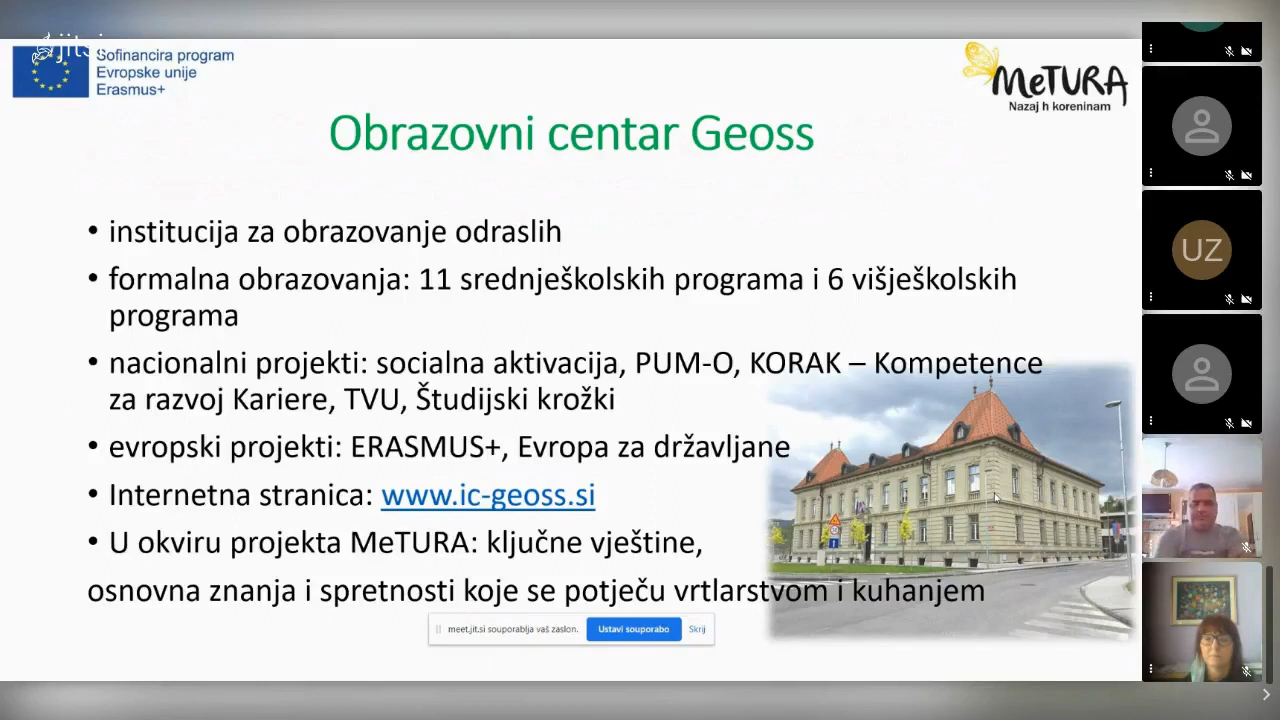 jitsi
Sofinancira program
Evropske unije
Erasmus+
MeTURA
Nazaj h koreninam
Obrazovni centar Geoss
• institucija za obrazovanje odraslih
• formalna obrazovanja: 11 srednješkolskih programa i 6 višješkolskih
programa
• nacionalni projekti: socialna aktivacija, PUM-O, KORAK – Kompetence
za razvoj Kariere, TVU, Študijski krožki
• evropski projekti: ERASMUS+, Evropa za državljane
• Internetna stranica: www.ic-geoss.si
• U okviru projekta MeTURA: ključne vještine,
osnovna znanja i spretnosti koje se potječu vrtlarstvom i kuhanjem
meet.jit.si souporablja vaš zaslon.
Ustavi souporabo
Skrij
UZ